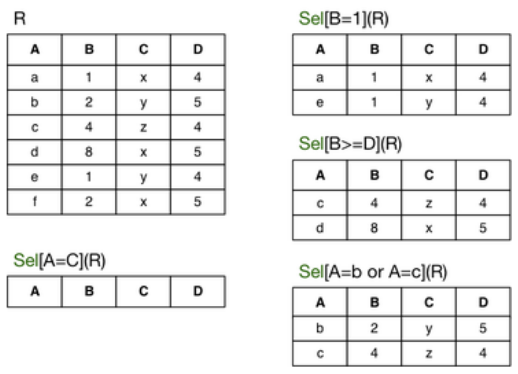 R
A B C D
a 1 x 4
b 2 y 5
c 4 z 4
d 8 x 5
e 1 y 4
f 2 x 5
Sel[A=C](R)
A B C D
Sel[B=1](R)
A B C D
a 1 x 4
e 1 y 4
Sel[B>=D](R)
A B C D
c 4 z 4
d 8 x 5
Sel[A=b or A=c](R)
A B C D
b 2 y 5
c 4 z 4